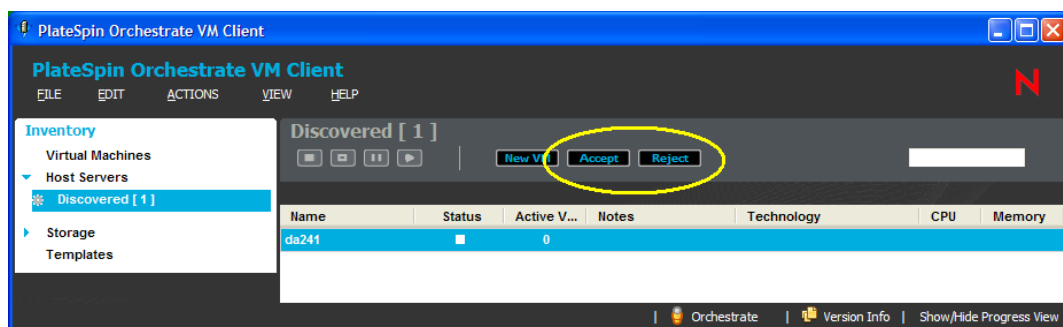 PlateSpin Orchestrate VM Client
PlateSpin Orchestrate VM Client
FILE EDIT ACTIONS VIEW HELP
Inventory
Virtual Machines
Host Servers
Discovered [ 1 ]
Storage
Templates
Discovered [ 1 ]
New VM Accept Reject
Name Status Active V... Notes Technology CPU Memory
da241 0
Orchestrate | Version Info | Show/Hide Progress View